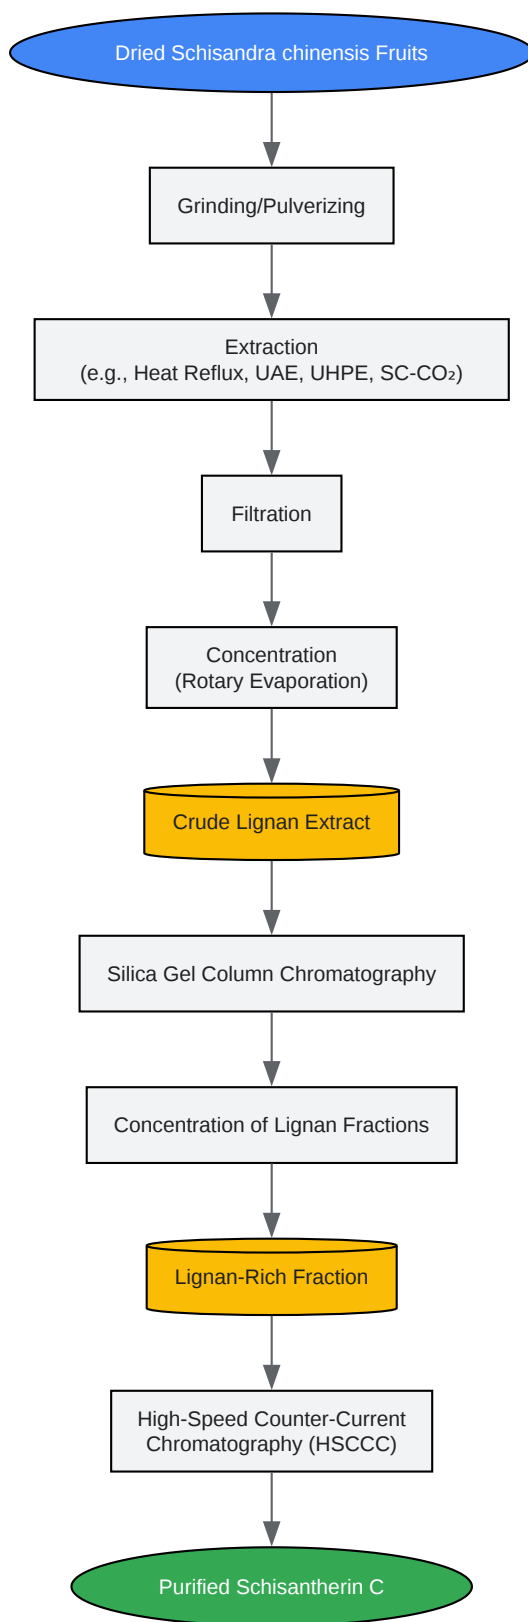 Dried Schisandra chinensis Fruits
Grinding/Pulverizing
Extraction
(e.g., Heat Reflux, UAE, UHPE, SC-CO₂)
Filtration
Concentration
(Rotary Evaporation)
Crude Lignan Extract
Silica Gel Column Chromatography
Concentration of Lignan Fractions
Lignan-Rich Fraction
High-Speed Counter-Current
Chromatography (HSCCC)
Purified Schisantherin C